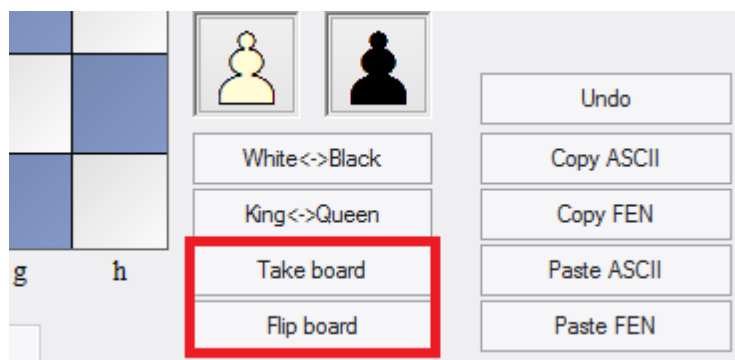 Undo
White<->Black
Copy ASCII
King<->Queen
Copy FEN
g
h
Take board
Paste ASCII
Flip board
Paste FEN